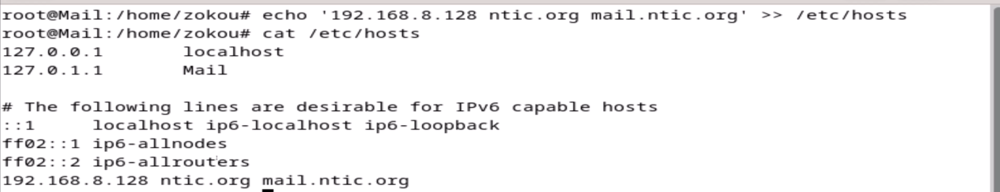 root@Mail:/home/zokou# echo '192.168.8.128 ntic.org mail.ntic.org' >> /etc/hosts
root@Mail:/home/zokou# cat /etc/hosts
127.0.0.1       localhost
127.0.1.1       Mail

# The following lines are desirable for IPv6 capable hosts
::1     localhost ip6-localhost ip6-loopback
ff02::1 ip6-allnodes
ff02::2 ip6-allrouters
192.168.8.128 ntic.org mail.ntic.org